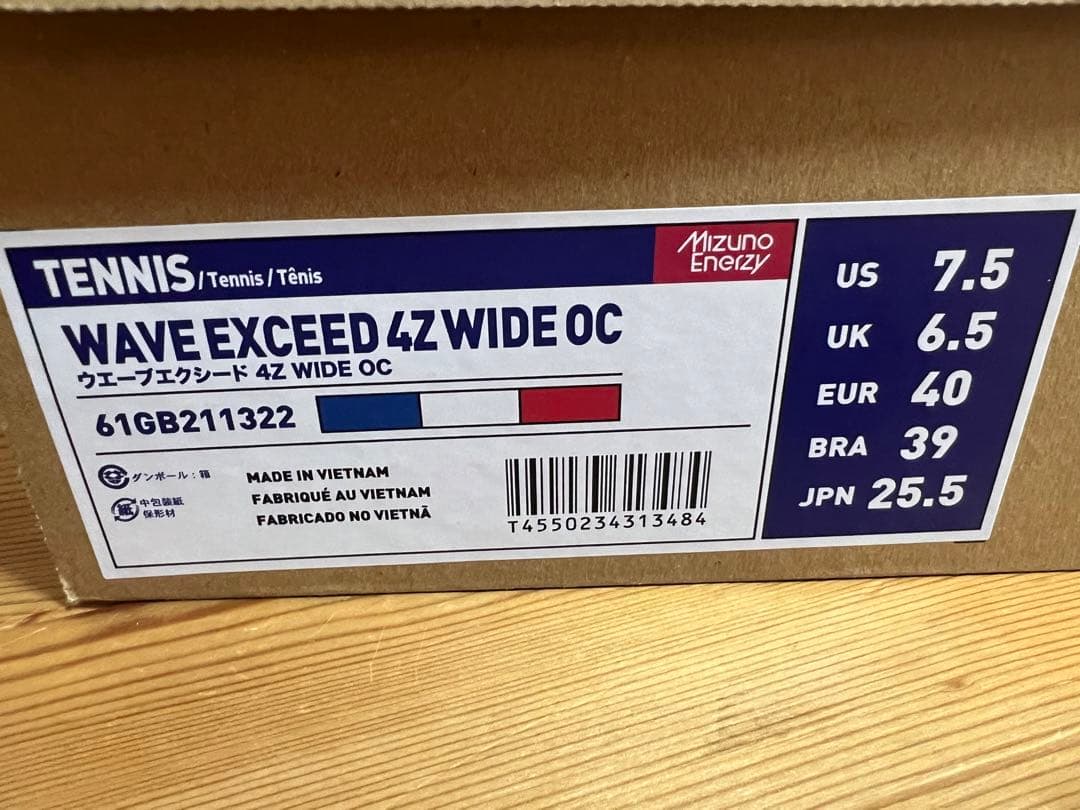 TENNIS/Tennis/Tênis
MIZUNO
Enerzy
WAVE EXCEED 4Z WIDE OC
ウエーブエクシード 4Z WIDE OC
61GB211322
ダンボール：箱
紙
中包装紙
保形材
MADE IN VIETNAM
FABRIQUÉ AU VIETNAM
FABRICADO NO VIETNÃ
T4550234313484
US 7.5
UK 6.5
EUR 40
BRA 39
JPN 25.5